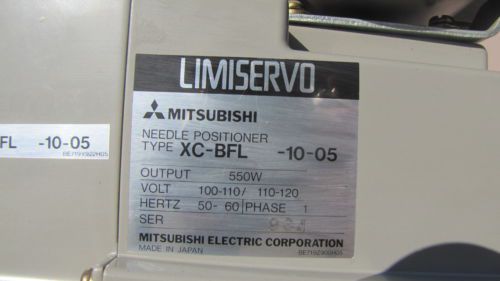 LIMISERVO
MITSUBISHI
NEEDLE POSITIONER
TYPE XC-BFL -10-05
OUTPUT 550W
VOLT 100-110/ 110-120
HERTZ 50- 60 PHASE 1
SER
MITSUBISHI ELECTRIC CORPORATION
MADE IN JAPAN
FL -10-05